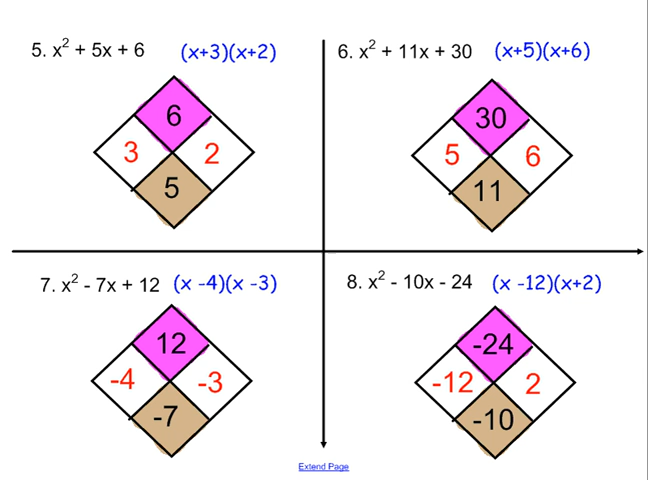 5. x² + 5x + 6 (x+3)(x+2)
6
3 2
5
6. x² + 11x + 30 (x+5)(x+6)
30
5 6
11
7. x² - 7x + 12 (x -4)(x -3)
12
-4 -3
-7
8. x² - 10x - 24 (x -12)(x+2)
-24
-12 2
-10
Extend Page